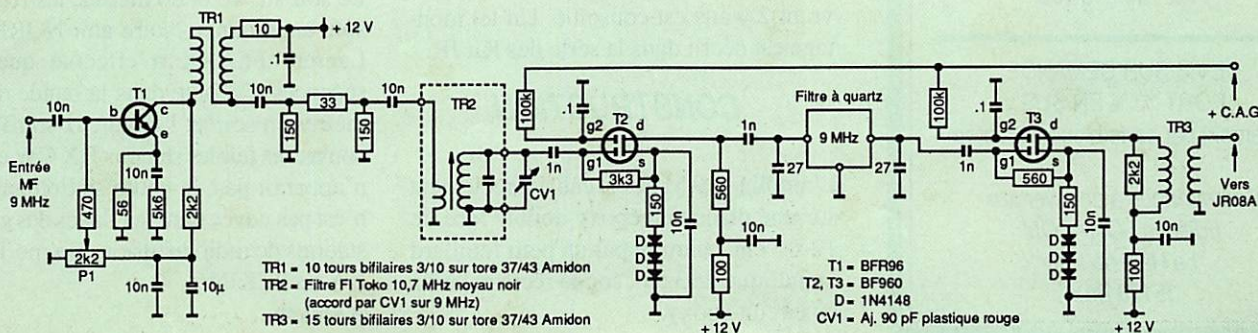 TR1
10
+ 12 V
.1
10n
T1
b
c
e
10n
33
10n
150
150
Entrée
MF
9 MHz
470
56
10n
5k6
2k2
2k2
P1
10n
10µ
TR2
CV1
100k
.1
g2
T2
d
1n
g1
s
3k3
150
10n
D
D
D
560
10n
100
+ 12 V
1n
27
Filtre à quartz
9 MHz
27
100k
.1
g2
T3
d
1n
g1
s
560
150
10n
D
D
D
2k2
10n
100
+ 12 V
TR3
+ C.A.G.
Vers
JR08A
TR1 = 10 tours bifilaires 3/10 sur tore 37/43 Amidon
TR2 = Filtre FI Toko 10,7 MHz noyau noir
(accord par CV1 sur 9 MHz)
TR3 = 15 tours bifilaires 3/10 sur tore 37/43 Amidon
T1 = BFR96
T2, T3 = BF960
D = 1N4148
CV1 = Aj. 90 pF plastique rouge